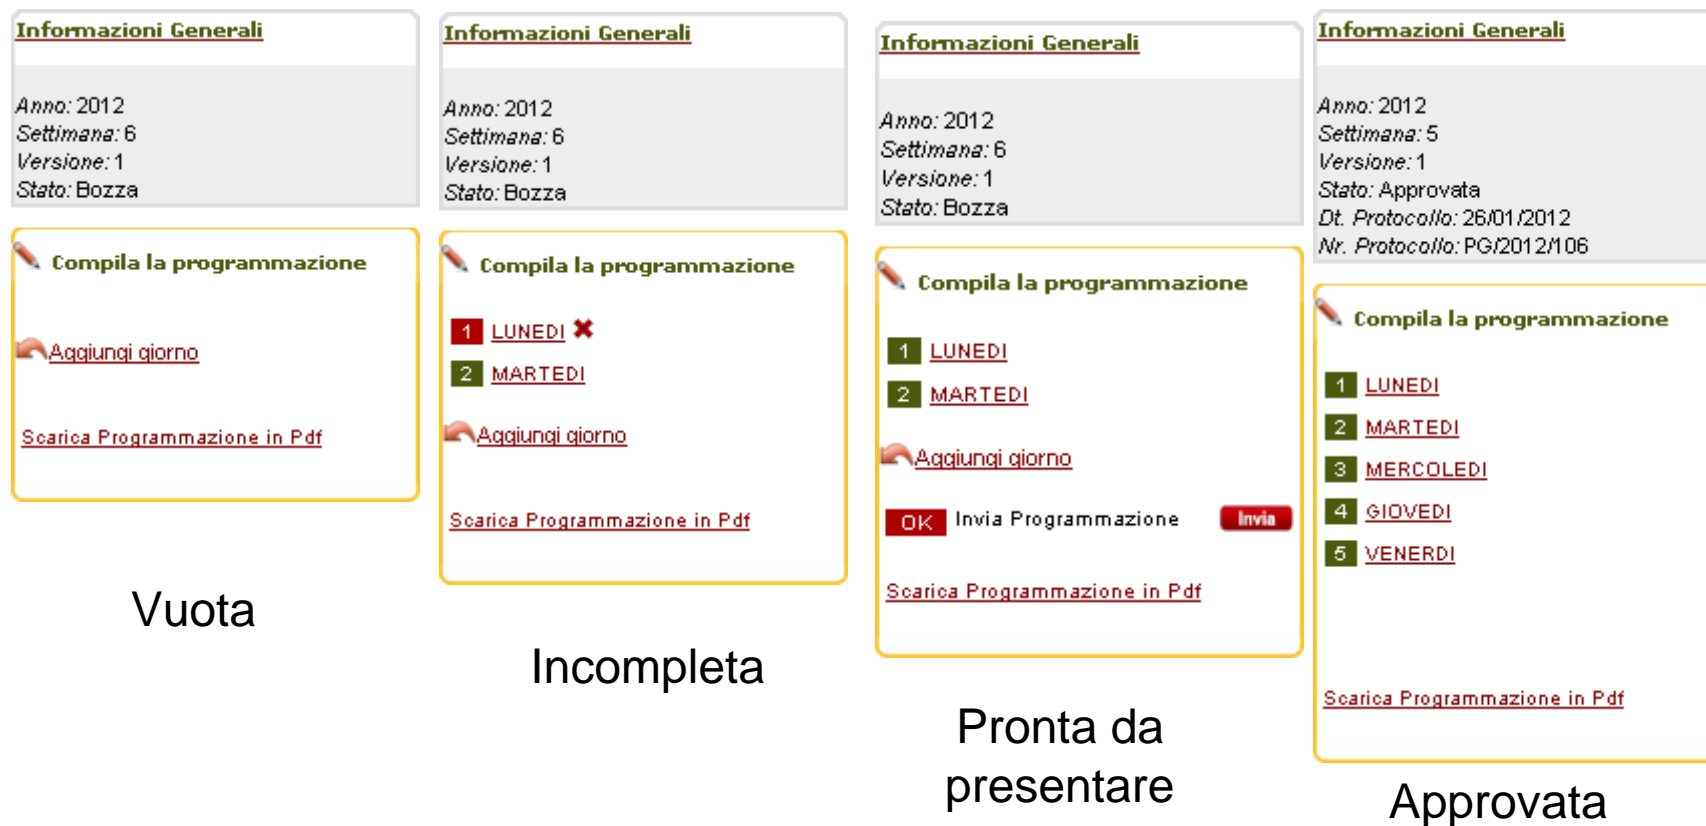 Informazioni Generali
Anno: 2012
Settimana: 6
Versione: 1
Stato: Bozza
Compila la programmazione
Aggiungi giorno
Scarica Programmazione in Pdf
Vuota
Informazioni Generali
Anno: 2012
Settimana: 6
Versione: 1
Stato: Bozza
Compila la programmazione
1 LUNEDI
2 MARTEDI
Aggiungi giorno
Scarica Programmazione in Pdf
Incompleta
Informazioni Generali
Anno: 2012
Settimana: 6
Versione: 1
Stato: Bozza
Compila la programmazione
1 LUNEDI
2 MARTEDI
Aggiungi giorno
OK Invia Programmazione Invia
Scarica Programmazione in Pdf
Pronta da
presentare
Informazioni Generali
Anno: 2012
Settimana: 5
Versione: 1
Stato: Approvata
Dt. Protocollo: 26/01/2012
Nr. Protocollo: PG/2012/106
Compila la programmazione
1 LUNEDI
2 MARTEDI
3 MERCOLEDI
4 GIOVEDI
5 VENERDI
Scarica Programmazione in Pdf
Approvata